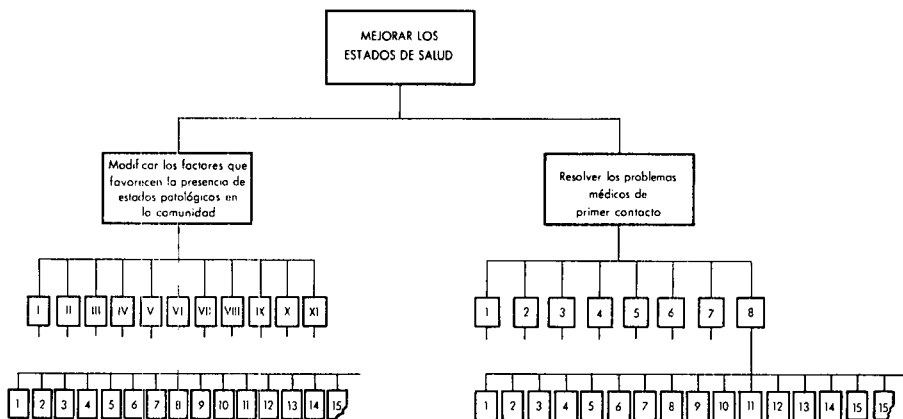 MEJORAR LOS
ESTADOS DE SALUD
Modificar los factores que
favorecen la presencia de
estados patológicos en
la comunidad
Resolver los problemas
médicos de
primer contacto
I II III IV V VI VII VIII IX X XI
1 2 3 4 5 6 7 8
1 2 3 4 5 6 7 8 9 10 11 12 13 14 15
1 2 3 4 5 6 7 8 9 10 11 12 13 14 15 15